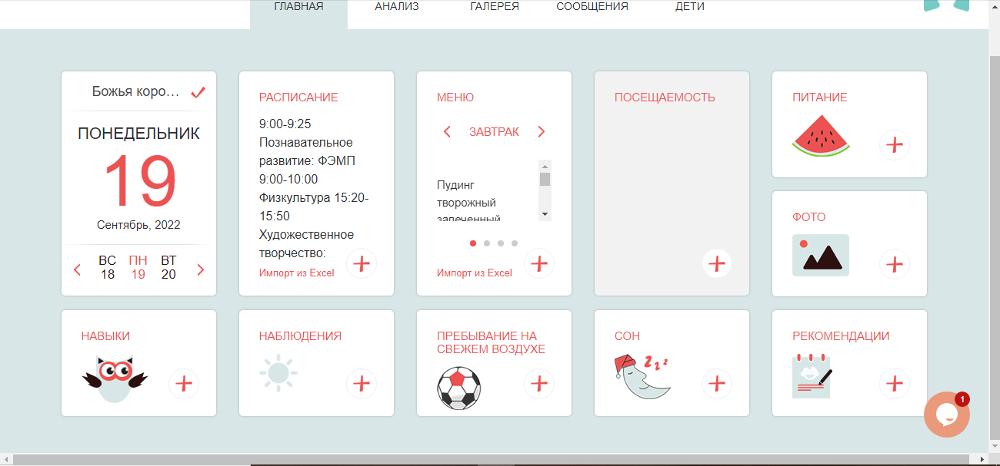 ГЛАВНАЯ
АНАЛИЗ
ГАЛЕРЕЯ
СООБЩЕНИЯ
ДЕТИ
Божья коро...
ПОНЕДЕЛЬНИК
19
Сентябрь, 2022
ВС ПН ВТ
18 19 20
РАСПИСАНИЕ
9:00-9:25
Познавательное
развитие: ФЭМП
9:00-10:00
Физкультура 15:20-
15:50
Художественное
творчество:
Импорт из Excel
МЕНЮ
ЗАВТРАК
Пудинг
творожный
запеченный
Импорт из Excel
ПОСЕЩАЕМОСТЬ
ПИТАНИЕ
ФОТО
НАВЫКИ
НАБЛЮДЕНИЯ
ПРЕБЫВАНИЕ НА
СВЕЖЕМ ВОЗДУХЕ
СОН
z z z
РЕКОМЕНДАЦИИ
1